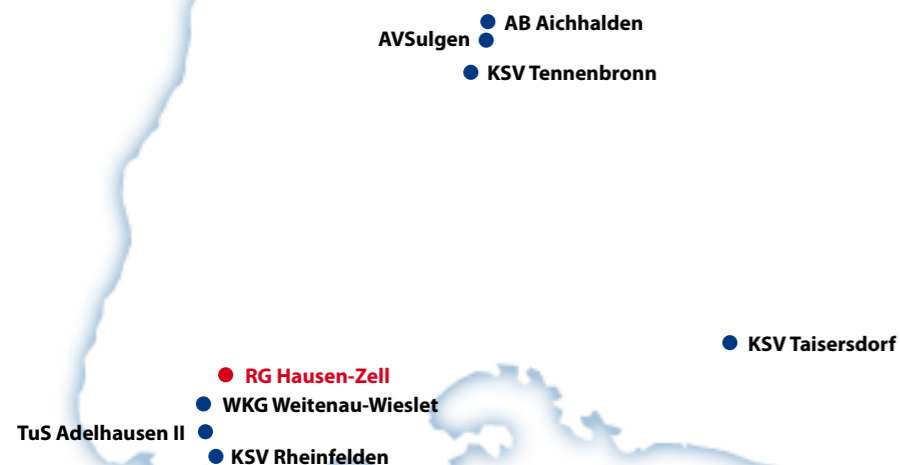 AB Aichhalden
AVSulgen
KSV Tennenbronn
KSV Taisersdorf
RG Hausen-Zell
WKG Weitenau-Wieslet
TuS Adelhausen II
KSV Rheinfelden